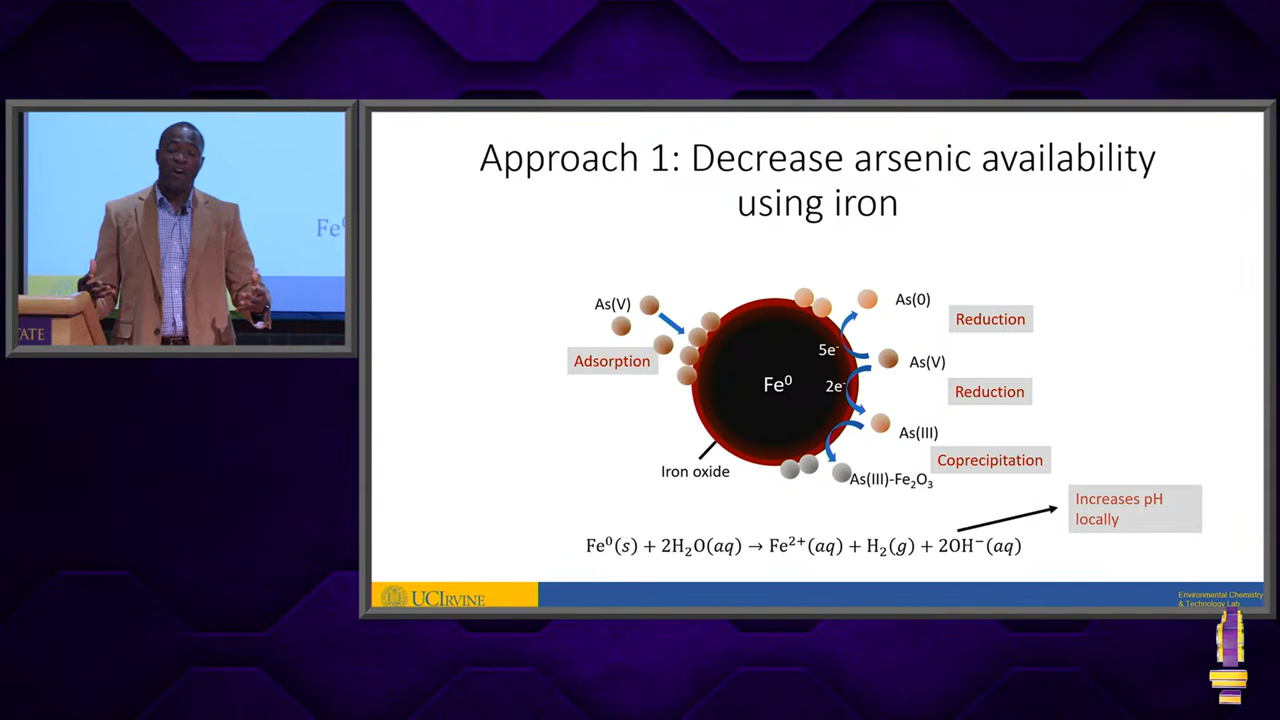 Approach 1: Decrease arsenic availability
using iron
Fe⁰
TATE
As(V)
Adsorption
As(0)
Reduction
5e⁻
As(V)
Fe⁰
2e⁻
Reduction
As(III)
Coprecipitation
Iron oxide
As(III)-Fe₂O₃
Increases pH
locally
Fe⁰(s) + 2H₂O(aq) → Fe²⁺(aq) + H₂(g) + 2OH⁻(aq)
UCIRVINE
Environmental Chemistry
& Technology Lab